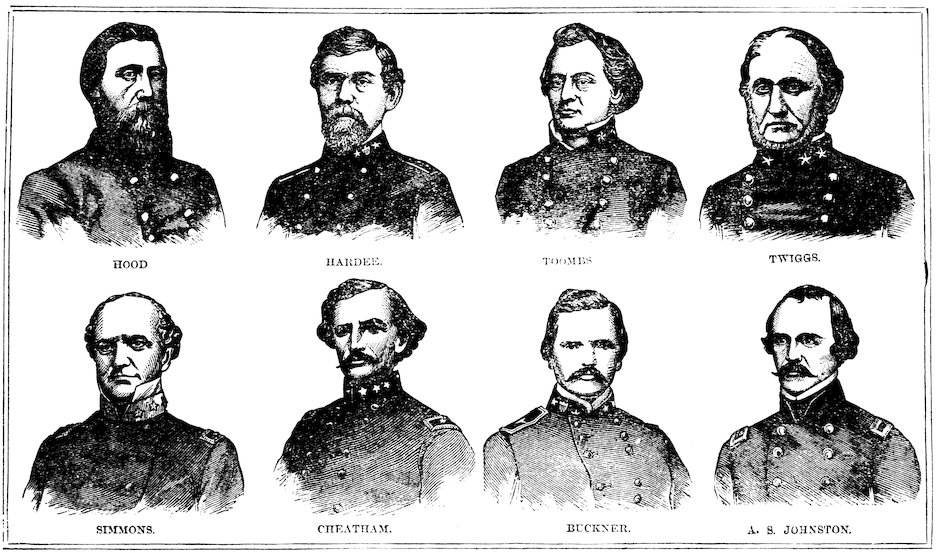 HOOD
HARDEE.
TOOMBS
TWIGGS.
SIMMONS.
CHEATHAM.
BUCKNER.
A. S. JOHNSTON.